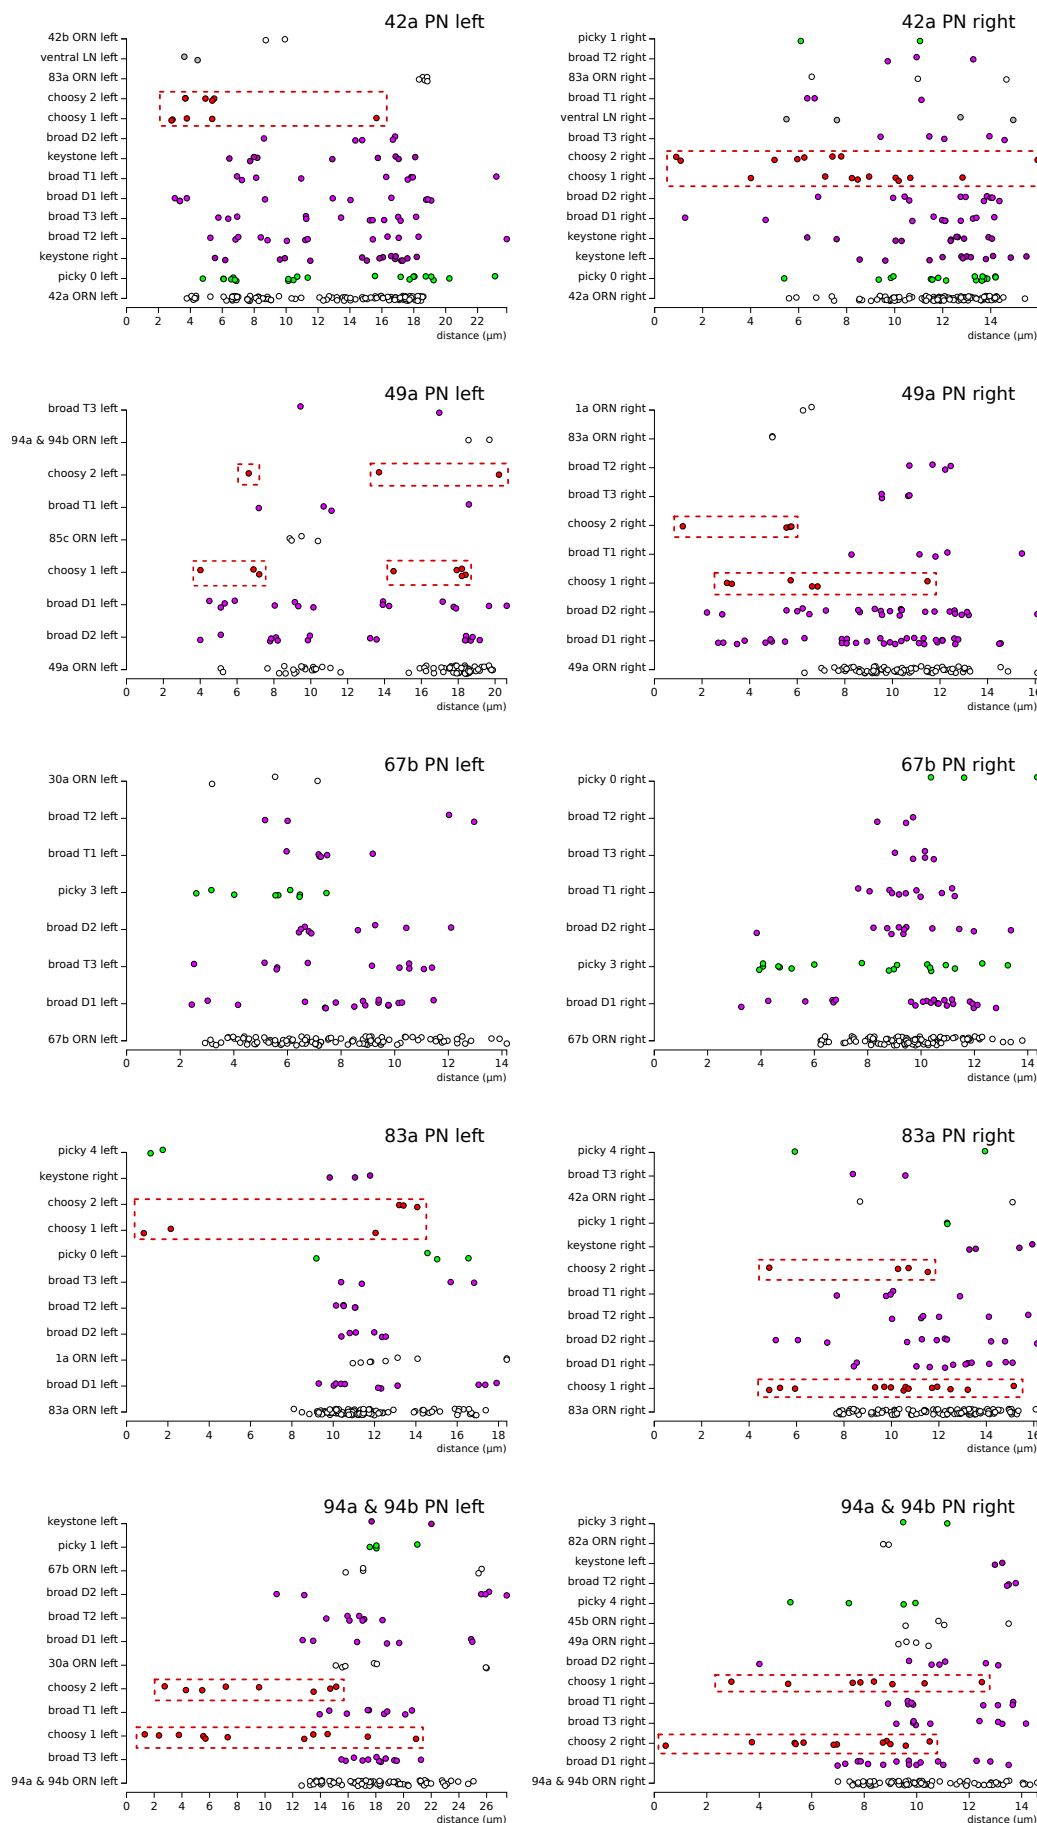 42a PN left
42b ORN left
ventral LN left
83a ORN left
choosy 2 left
choosy 1 left
broad D2 left
keystone left
broad T1 left
broad D1 left
broad T3 left
broad T2 left
keystone right
picky 0 left
42a ORN left
0 2 4 6 8 10 12 14 16 18 20 22
distance (μm)
42a PN right
picky 1 right
broad T2 right
83a ORN right
broad T1 right
ventral LN right
broad T3 right
choosy 2 right
choosy 1 right
broad D2 right
broad D1 right
keystone right
keystone left
picky 0 right
42a ORN right
0 2 4 6 8 10 12 14
distance (μm)
49a PN left
broad T3 left
94a & 94b ORN left
choosy 2 left
broad T1 left
85c ORN left
choosy 1 left
broad D1 left
broad D2 left
49a ORN left
0 2 4 6 8 10 12 14 16 18 20
distance (μm)
49a PN right
1a ORN right
83a ORN right
broad T2 right
broad T3 right
choosy 2 right
broad T1 right
choosy 1 right
broad D2 right
broad D1 right
49a ORN right
0 2 4 6 8 10 12 14 16
distance (μm)
67b PN left
30a ORN left
broad T2 left
broad T1 left
picky 3 left
broad D2 left
broad T3 left
broad D1 left
67b ORN left
0 2 4 6 8 10 12 14
distance (μm)
67b PN right
picky 0 right
broad T2 right
broad T3 right
broad T1 right
broad D2 right
picky 3 right
broad D1 right
67b ORN right
0 2 4 6 8 10 12 14
distance (μm)
83a PN left
picky 4 left
keystone right
choosy 2 left
choosy 1 left
picky 0 left
broad T3 left
broad T2 left
broad D2 left
1a ORN left
broad D1 left
83a ORN left
0 2 4 6 8 10 12 14 16 18
distance (μm)
83a PN right
picky 4 right
broad T3 right
42a ORN right
picky 1 right
keystone right
choosy 2 right
broad T1 right
broad T2 right
broad D2 right
broad D1 right
choosy 1 right
83a ORN right
0 2 4 6 8 10 12 14 16
distance (μm)
94a & 94b PN left
keystone left
picky 1 left
67b ORN left
broad D2 left
broad T2 left
broad D1 left
30a ORN left
choosy 2 left
broad T1 left
choosy 1 left
broad T3 left
94a & 94b ORN left
0 2 4 6 8 10 12 14 16 18 20 22 24 26
distance (μm)
94a & 94b PN right
picky 3 right
82a ORN right
keystone left
broad T2 right
picky 4 right
45b ORN right
49a ORN right
broad D2 right
choosy 1 right
broad T1 right
broad T3 right
choosy 2 right
broad D1 right
94a & 94b ORN right
0 2 4 6 8 10 12 14
distance (μm)